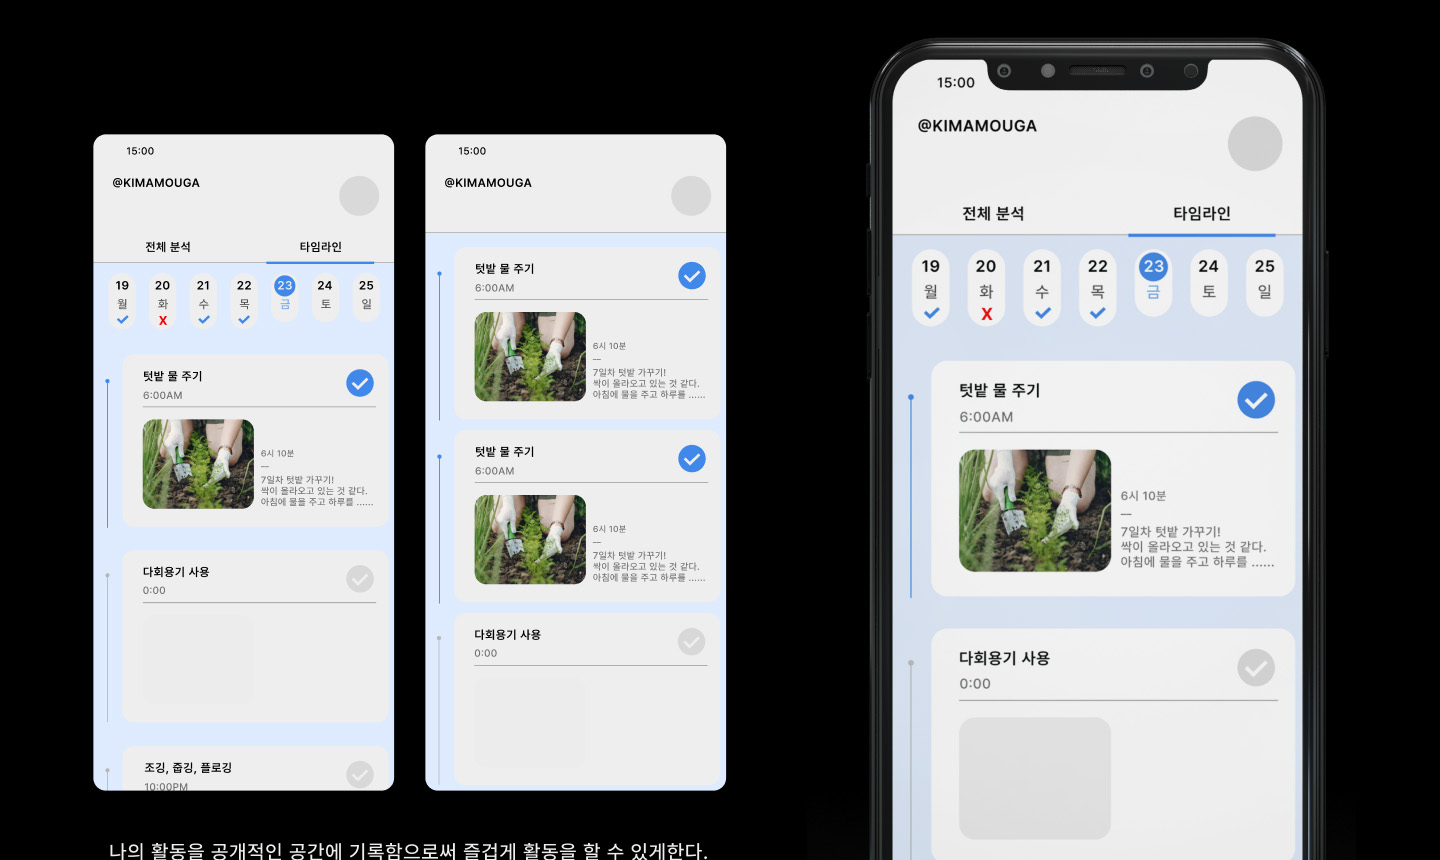 15:00
@KIMAMOUGA
전체 분석
타임라인
19 20 21 22 23 24 25
월 화 수 목 금 토 일
X
텃밭 물 주기
6:00AM
6시 10분
—
7일차 텃밭 가꾸기!
싹이 올라오고 있는 것 같다.
아침에 물을 주고 하루를 ......
다회용기 사용
0:00
조깅, 줍깅, 플로깅
10:00PM
15:00
@KIMAMOUGA
텃밭 물 주기
6:00AM
6시 10분
—
7일차 텃밭 가꾸기!
싹이 올라오고 있는 것 같다.
아침에 물을 주고 하루를 ......
텃밭 물 주기
6:00AM
6시 10분
—
7일차 텃밭 가꾸기!
싹이 올라오고 있는 것 같다.
아침에 물을 주고 하루를 ......
다회용기 사용
0:00
15:00
@KIMAMOUGA
전체 분석
타임라인
19 20 21 22 23 24 25
월 화 수 목 금 토 일
X
텃밭 물 주기
6:00AM
6시 10분
—
7일차 텃밭 가꾸기!
싹이 올라오고 있는 것 같다.
아침에 물을 주고 하루를 ......
다회용기 사용
0:00
나의 활동을 공개적인 공간에 기록함으로써 즐겁게 활동을 할 수 있게한다.